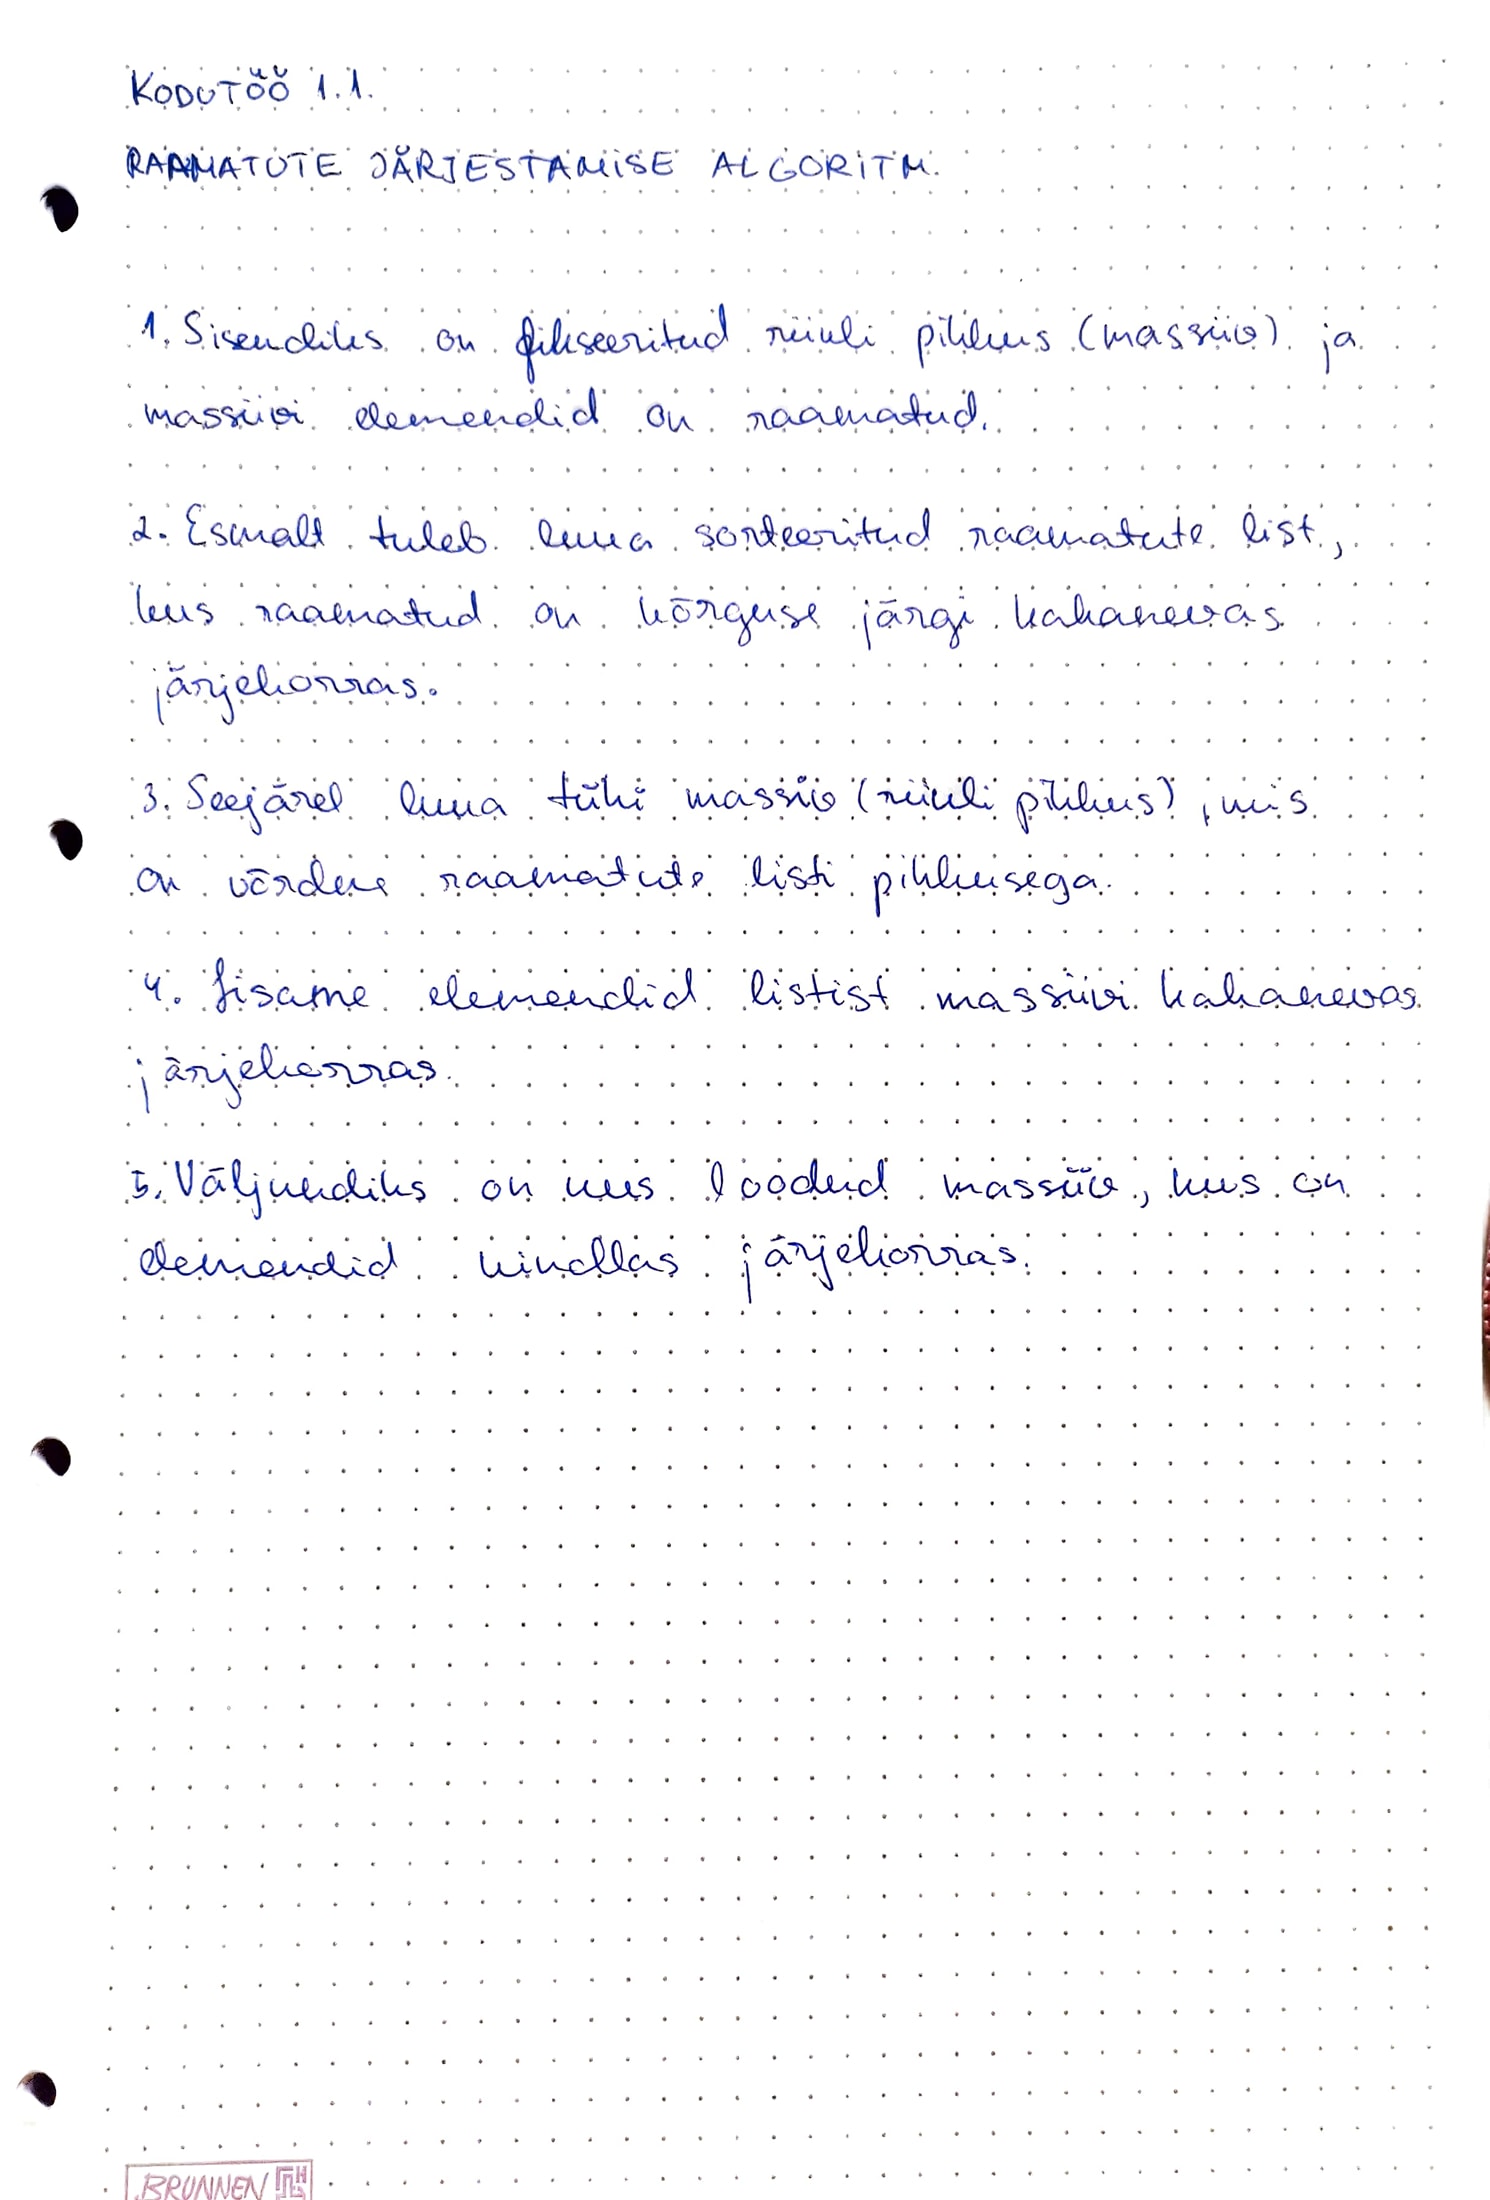 KODUTÖÖ 1.1.
RAAMATUTE JÄRJESTAMISE ALGORITM.
1. Sisendiks on fikseeritud riiuli pikkus (massiiv) ja
massiivi elemendid on raamatud.
2. Esmalt tuleb luua sorteeritud raamatute list,
kus raamatud on kõrguse järgi kahanevas
järjekorras.
3. Seejärel luua tühi massiiv (riiuli pikkus), mis
on võrdne raamatute listi pikkusega.
4. Lisame elemendid listist massiivi kahanevas
järjekorras.
5. Väljundiks on uus loodud massiiv, kus on
elemendid kindlas järjekorras.
BRUNNEN